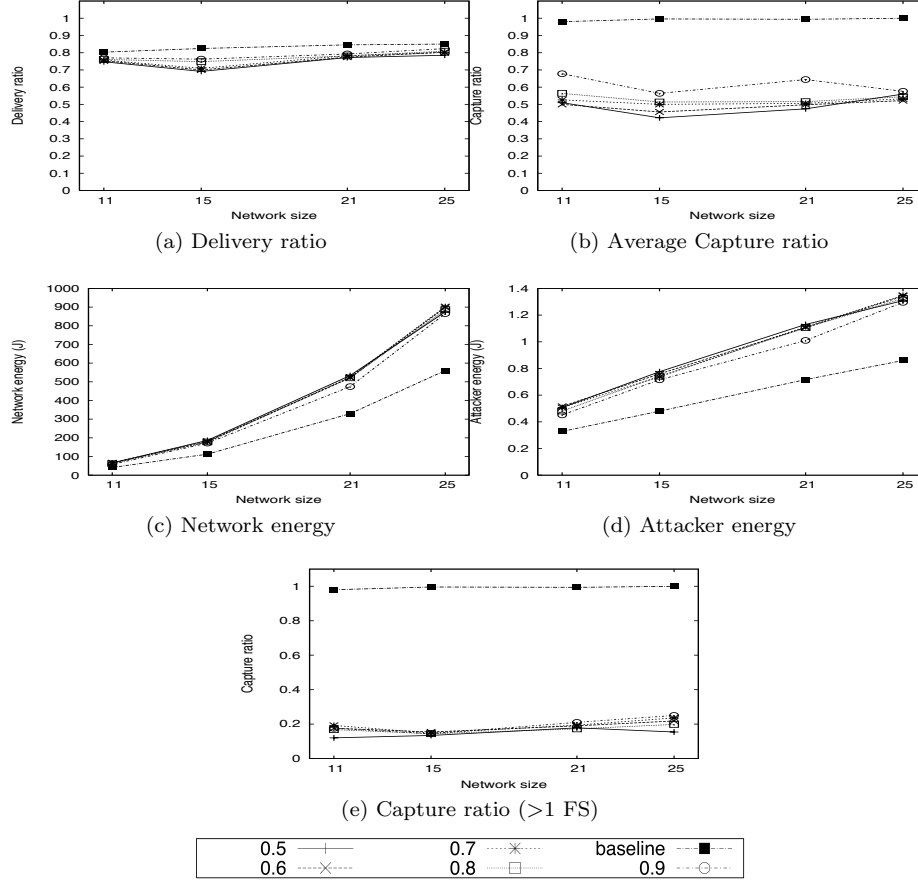 Delivery ratio
1
0.9
0.8
0.7
0.6
0.5
0.4
0.3
0.2
0.1
0
11 15 21 25
Network size
(a) Delivery ratio
Capture ratio
1
0.9
0.8
0.7
0.6
0.5
0.4
0.3
0.2
0.1
0
11 15 21 25
Network size
(b) Average Capture ratio
Network energy (J)
1000
900
800
700
600
500
400
300
200
100
0
11 15 21 25
Network size
(c) Network energy
Attacker energy (J)
1.4
1.2
1
0.8
0.6
0.4
0.2
0
11 15 21 25
Network size
(d) Attacker energy
Capture ratio
1
0.8
0.6
0.4
0.2
0
11 15 21 25
Network size
(e) Capture ratio (>1 FS)
0.5 0.7 baseline
0.6 0.8 0.9